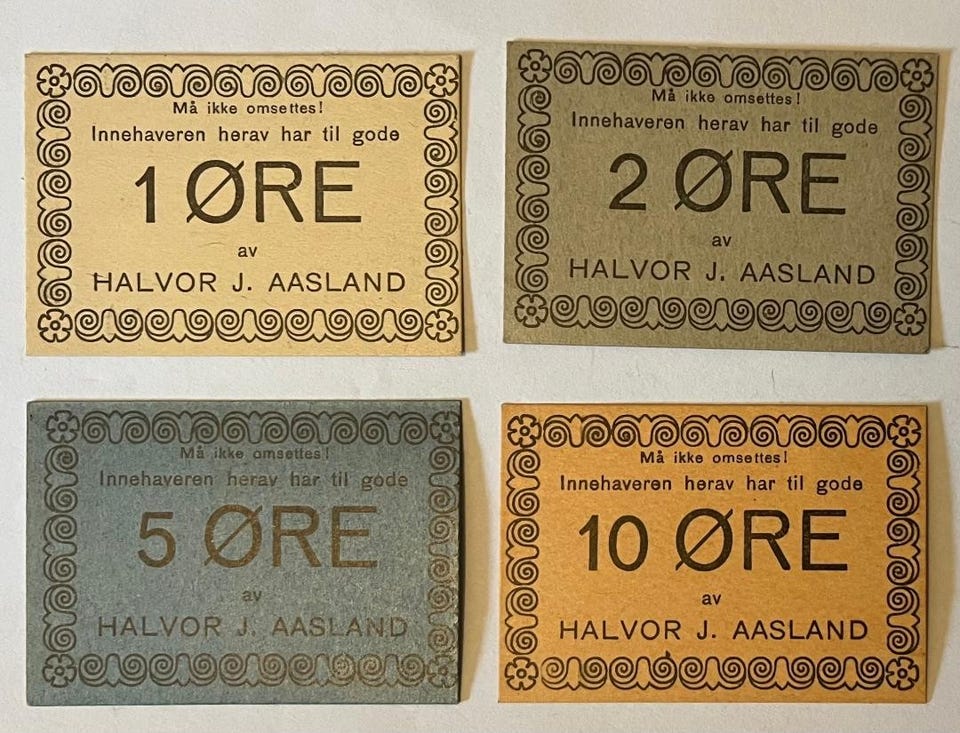 Må ikke omsettes!
Innehaveren herav har til gode
1 ØRE
av
HALVOR J. AASLAND
Må ikke omsettes!
Innehaveren herav har til gode
2 ØRE
av
HALVOR J. AASLAND
Må ikke omsettes!
Innehaveren herav har til gode
5 ØRE
av
HALVOR J. AASLAND
Må ikke omsettes!
Innehaveren herav har til gode
10 ØRE
av
HALVOR J. AASLAND